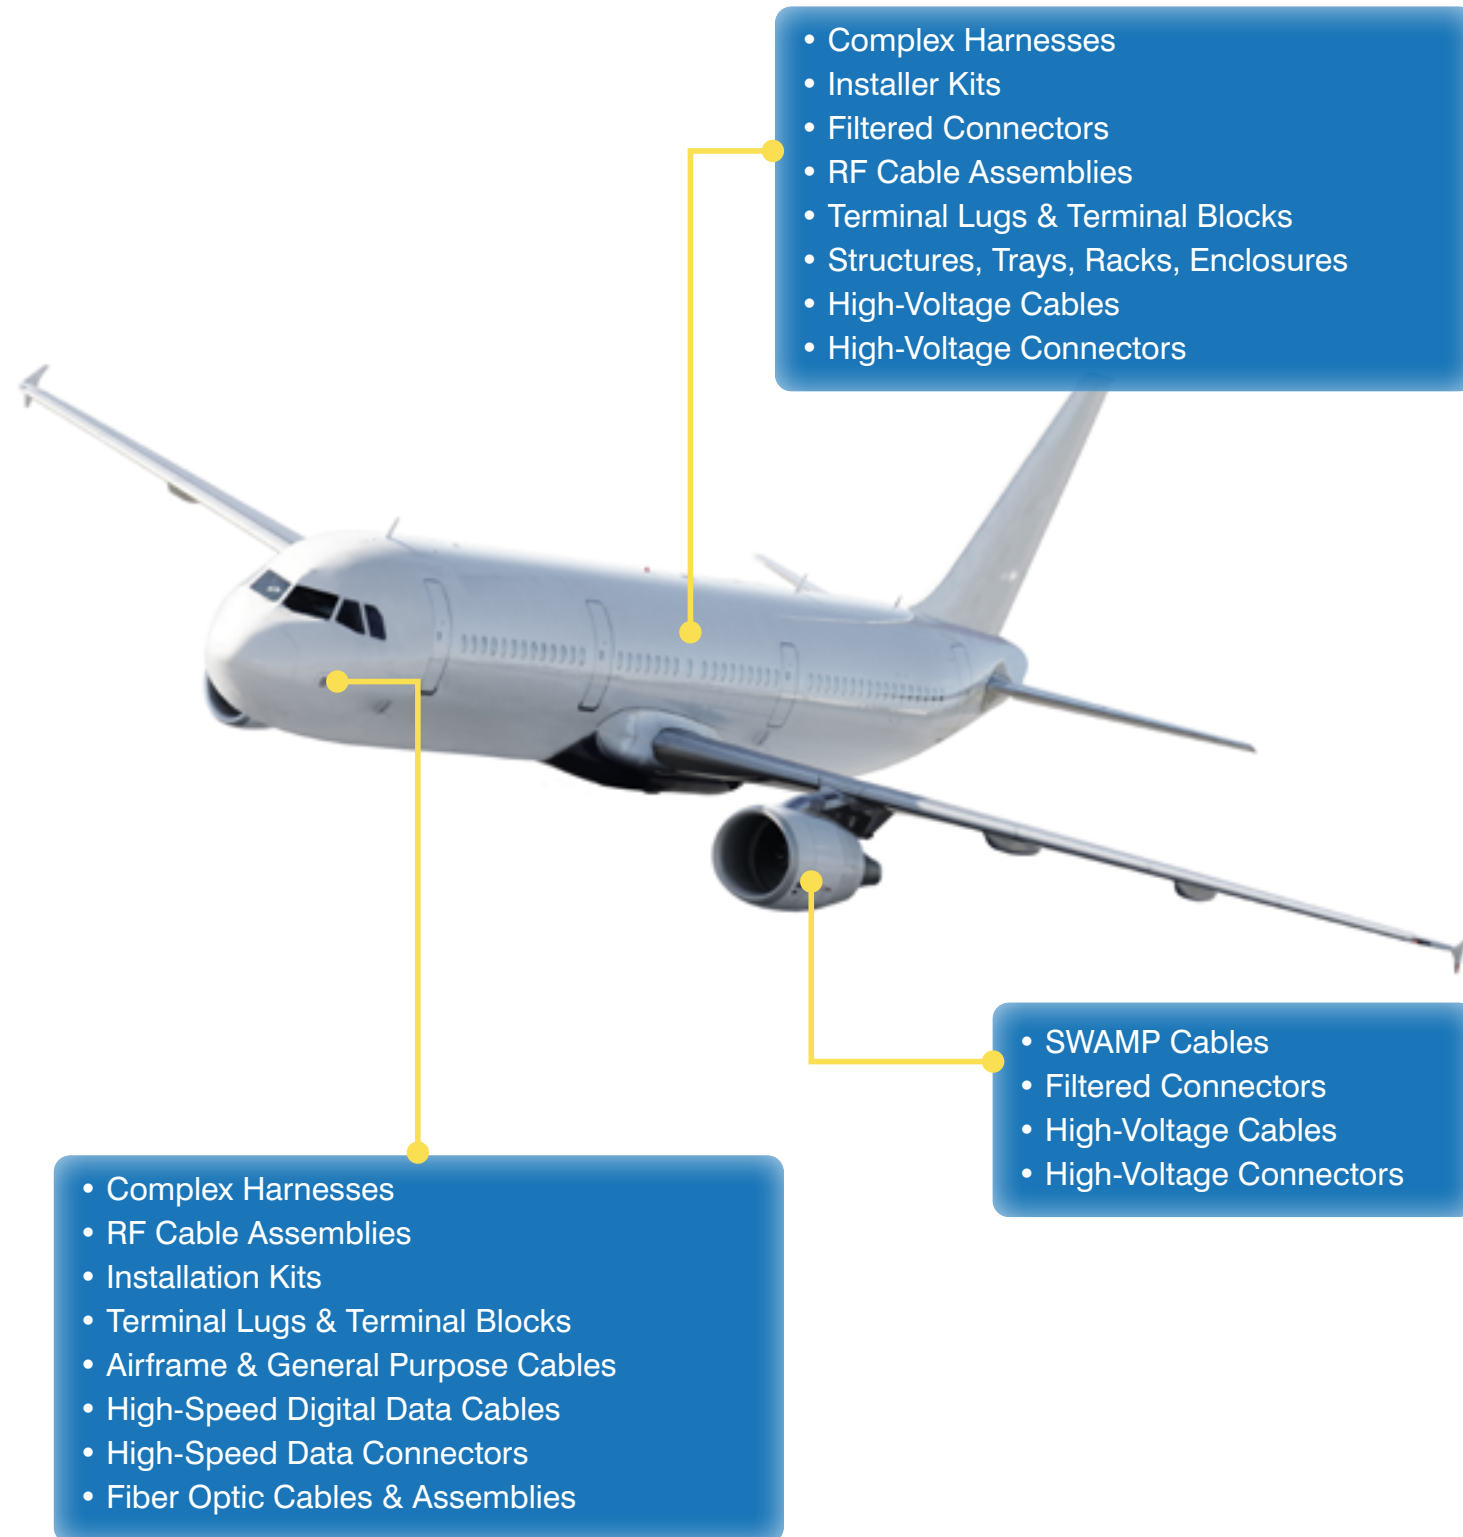 • Complex Harnesses
• Installer Kits
• Filtered Connectors
• RF Cable Assemblies
• Terminal Lugs & Terminal Blocks
• Structures, Trays, Racks, Enclosures
• High-Voltage Cables
• High-Voltage Connectors
• SWAMP Cables
• Filtered Connectors
• High-Voltage Cables
• High-Voltage Connectors
• Complex Harnesses
• RF Cable Assemblies
• Installation Kits
• Terminal Lugs & Terminal Blocks
• Airframe & General Purpose Cables
• High-Speed Digital Data Cables
• High-Speed Data Connectors
• Fiber Optic Cables & Assemblies